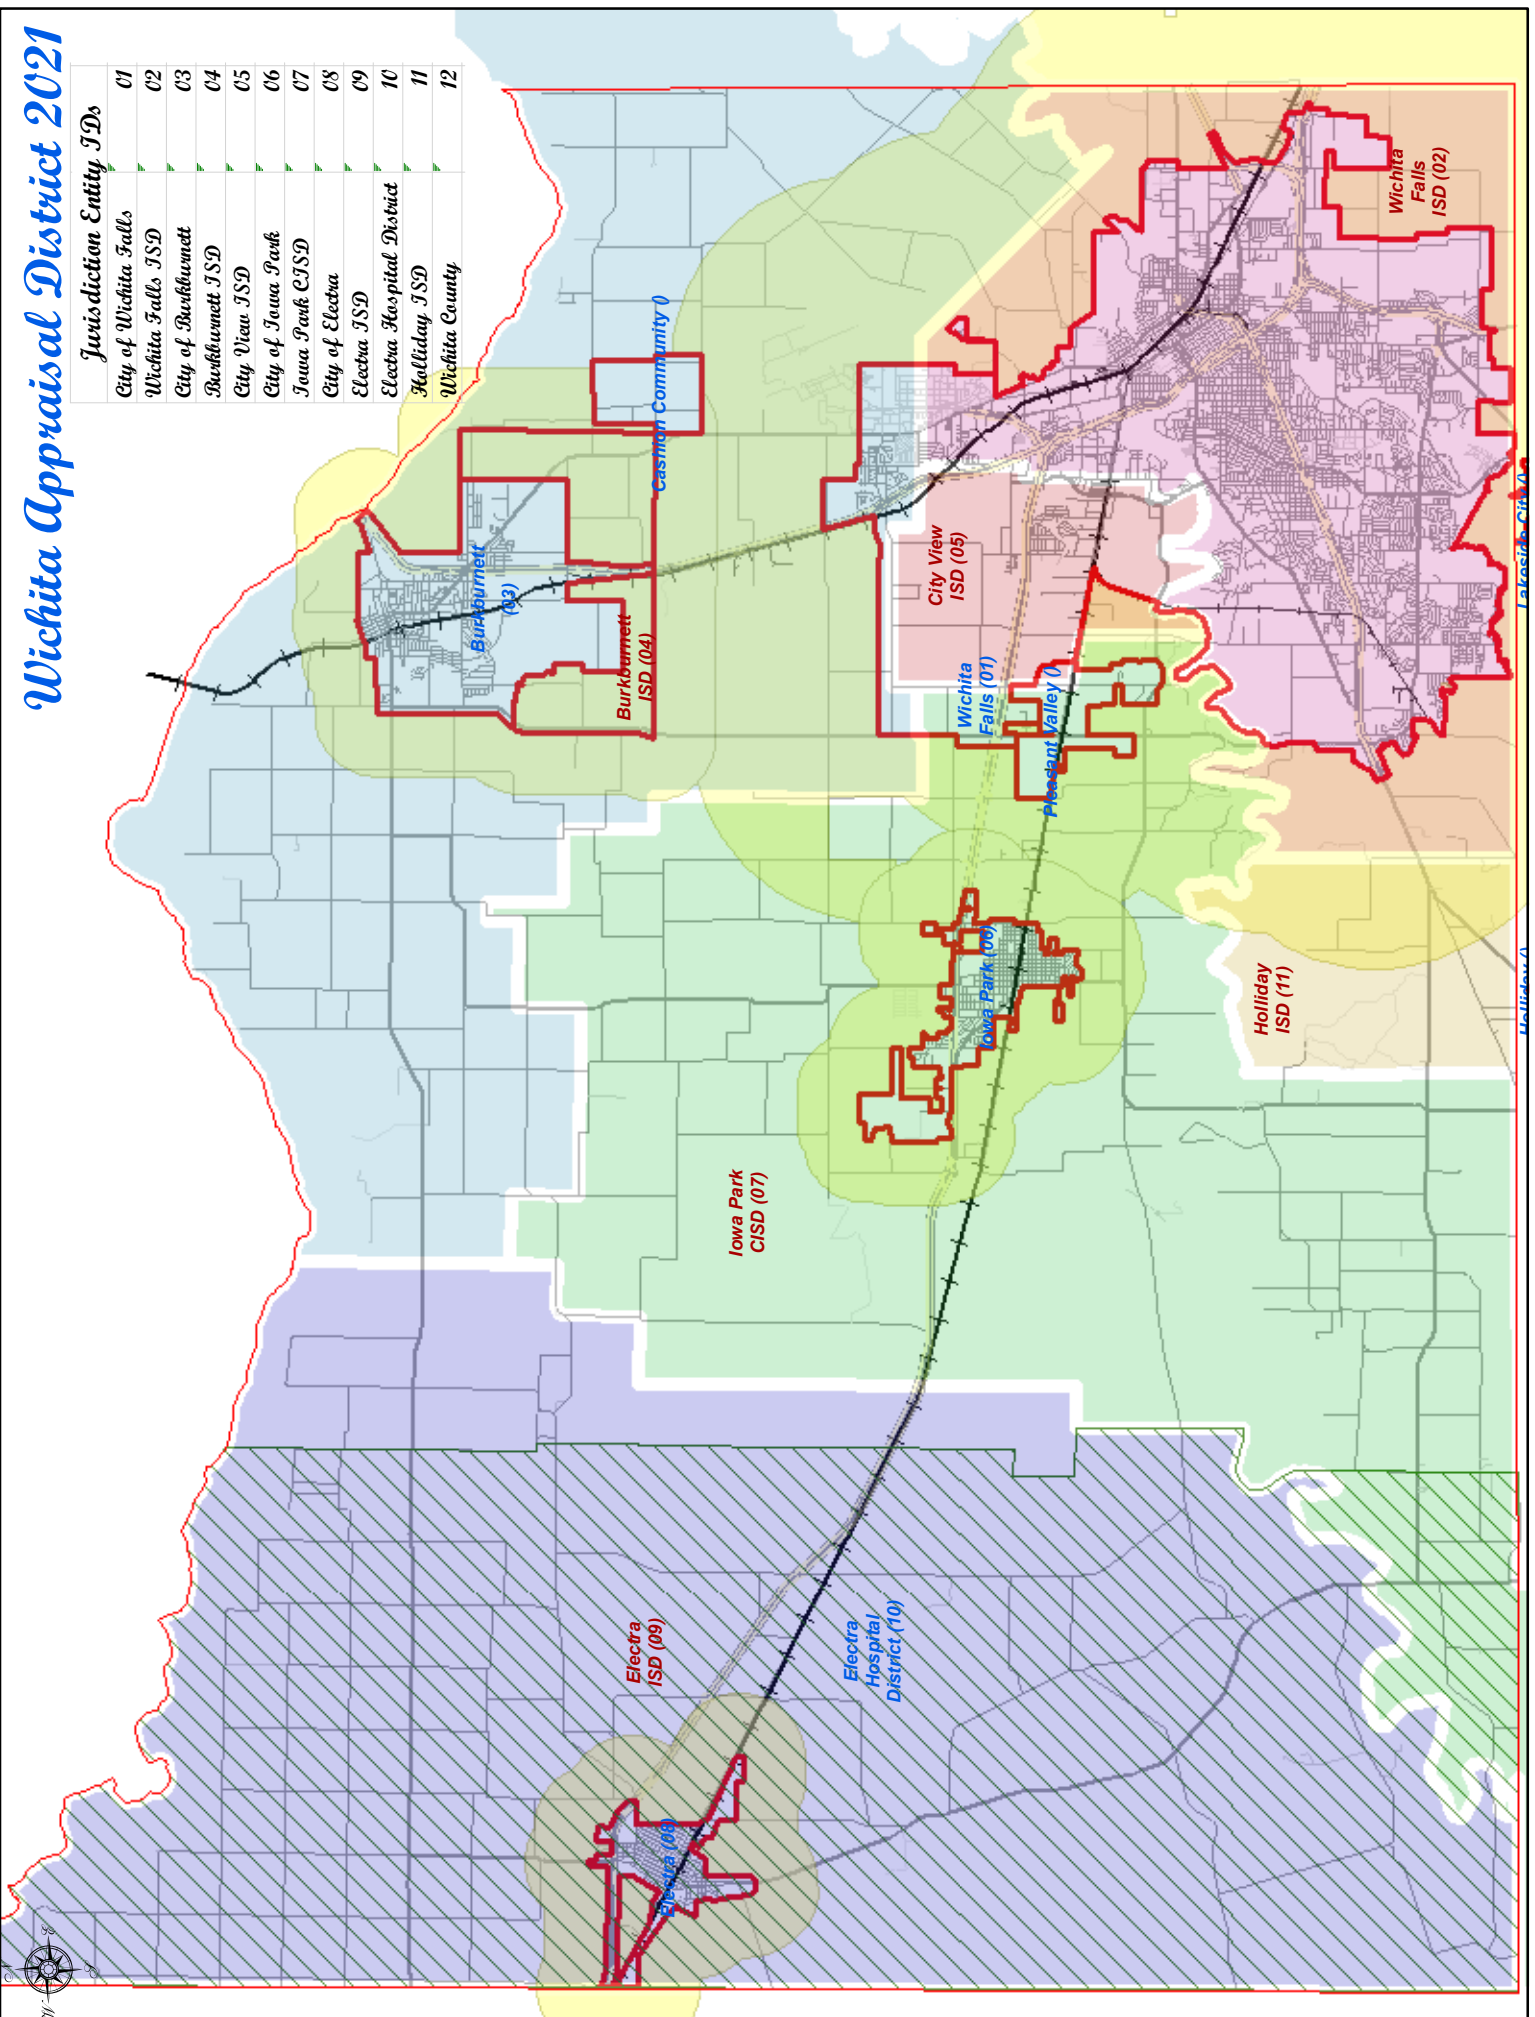 Wichita Appraisal District 2021
Jurisdiction Entity IDs
City of Wichita Falls 01
Wichita Falls ISD 02
City of Burkburnett 03
Burkburnett ISD 04
City View ISD 05
City of Iowa Park 06
Iowa Park CISD 07
City of Electra 08
Electra ISD 09
Electra Hospital District 10
Holliday ISD 11
Wichita County 12
Burkburnett
(03)
Cashion Community ()
Burkburnett
ISD (04)
City View
ISD (05)
Wichita
Falls (01)
Pleasant Valley ()
Wichita
Falls
ISD (02)
Lakeside City ()
Iowa Park (06)
Iowa Park
CISD (07)
Holliday
ISD (11)
Holliday ()
Electra
ISD (09)
Electra
Hospital
District (10)
Electra (08)